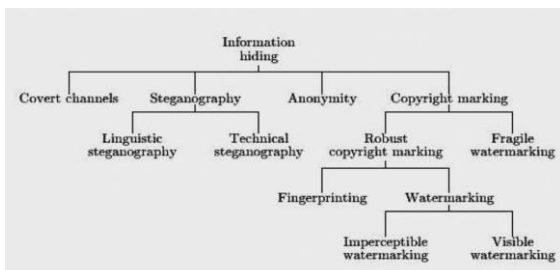 Information
hiding
Covert channels
Steganography
Anonymity
Copyright marking
Linguistic
steganography
Technical
steganography
Robust
copyright marking
Fragile
watermarking
Fingerprinting
Watermarking
Imperceptible
watermarking
Visible
watermarking